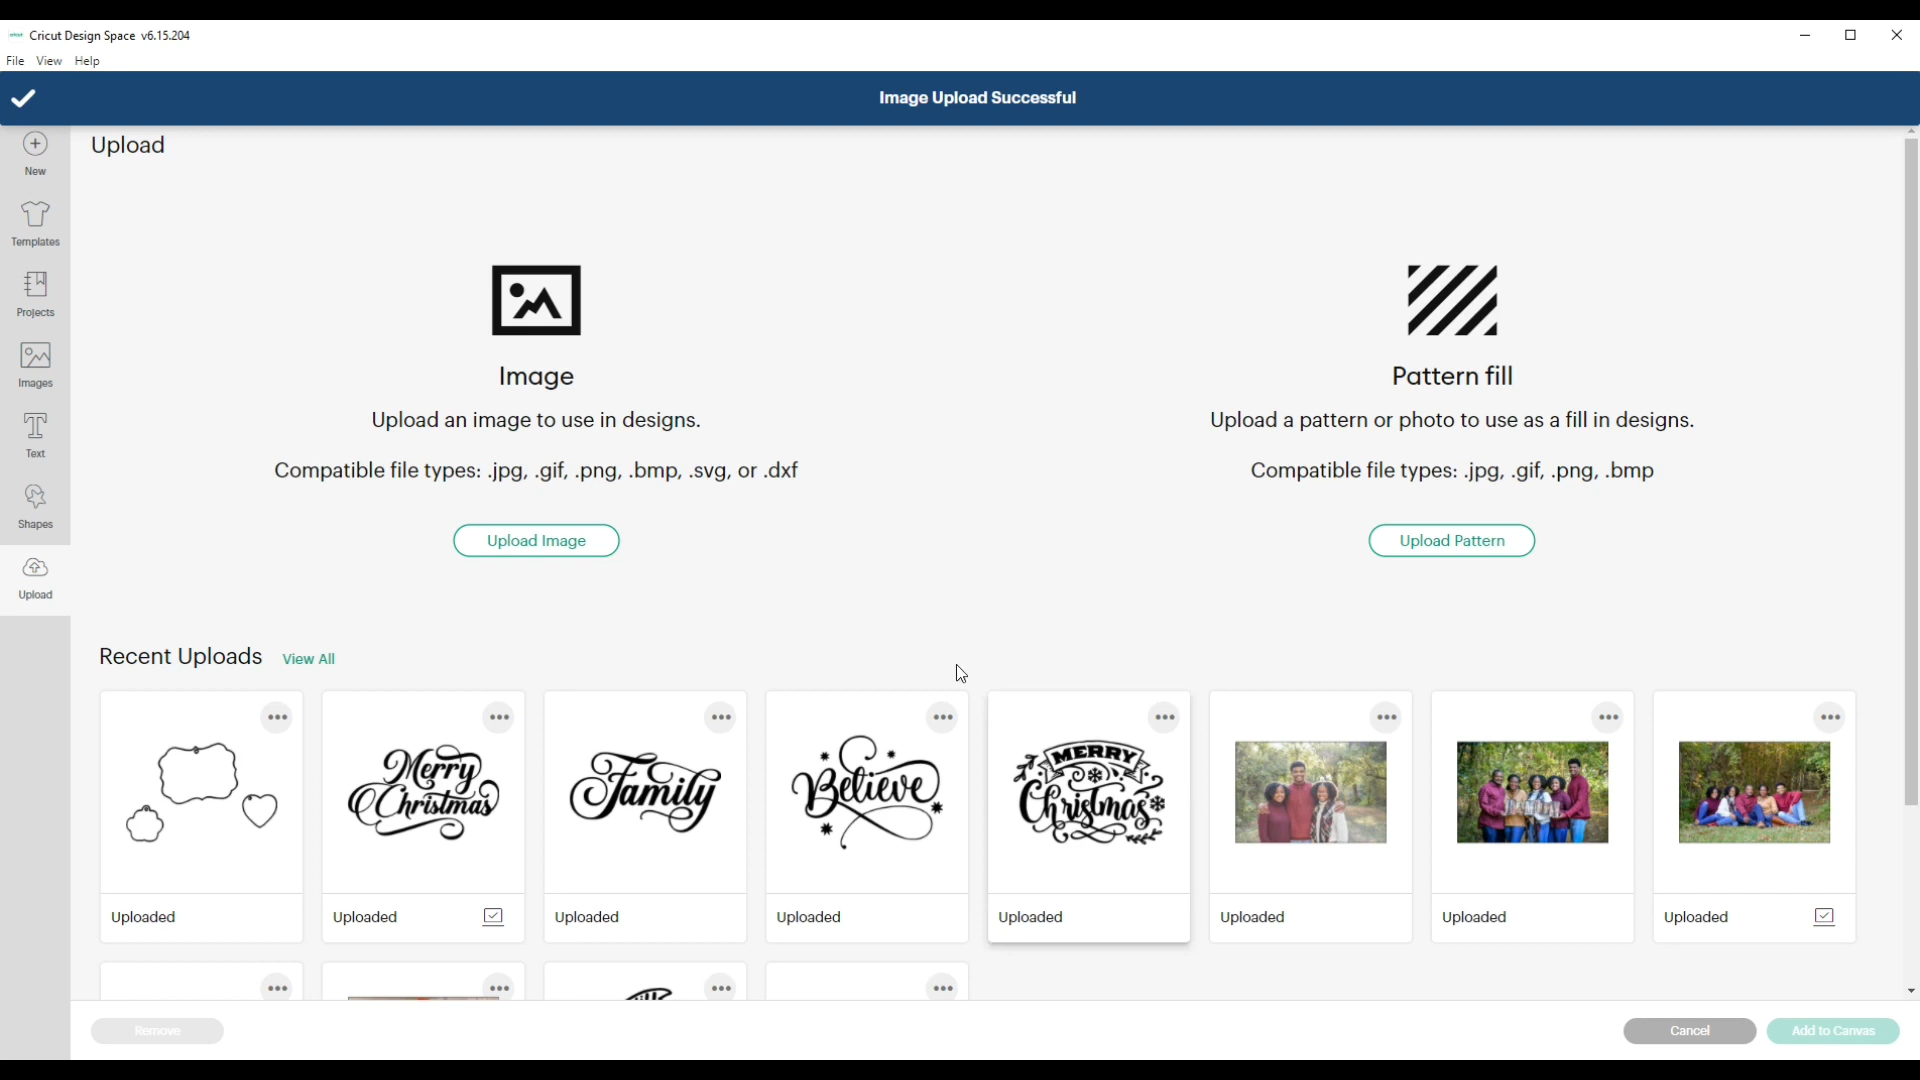 Cricut Design Space v6.15.204
File View Help
Image Upload Successful
New
Templates
Projects
Images
Text
Shapes
Upload
Upload
Image
Upload an image to use in designs.
Compatible file types: .jpg, .gif, .png, .bmp, .svg, or .dxf
Upload Image
Pattern fill
Upload a pattern or photo to use as a fill in designs.
Compatible file types: .jpg, .gif, .png, .bmp
Upload Pattern
Recent Uploads View All
Merry
Christmas
Family
Believe
MERRY
Christmas
Uploaded
Uploaded
Uploaded
Uploaded
Uploaded
Uploaded
Uploaded
Uploaded
Remove
Cancel
Add to Canvas